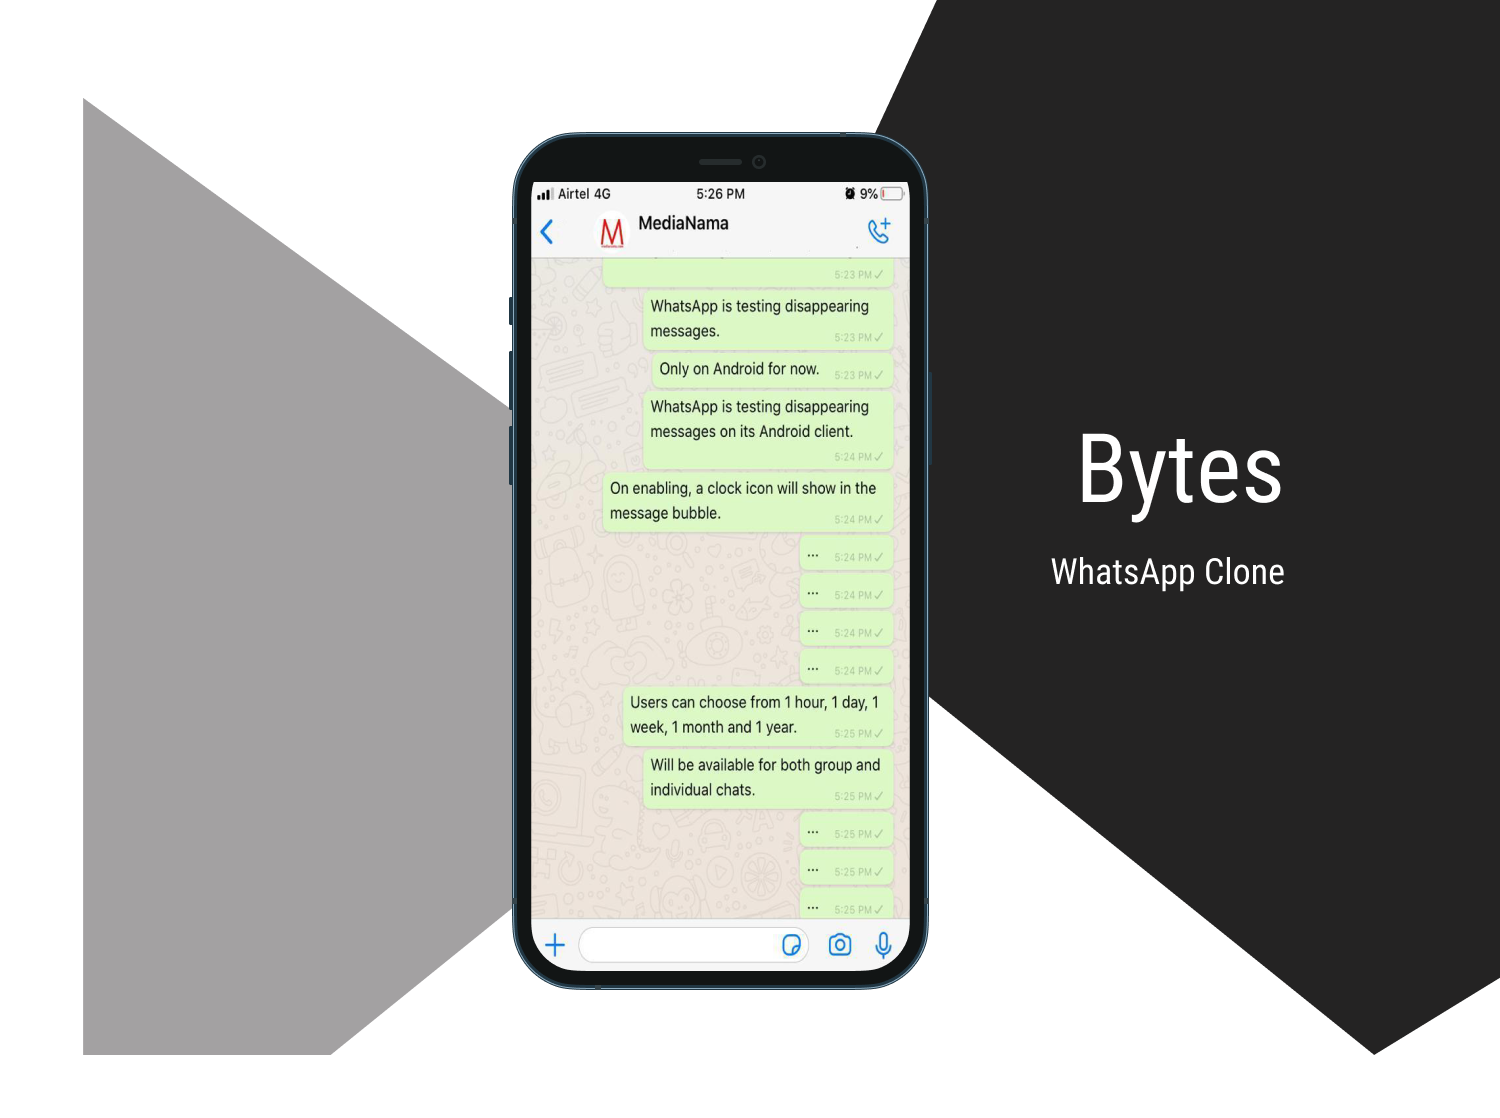 Airtel 4G
5:26 PM
9%
M
MediaNama
5:23 PM
WhatsApp is testing disappearing
messages.
5:23 PM
Only on Android for now.
5:23 PM
WhatsApp is testing disappearing
messages on its Android client.
5:24 PM
On enabling, a clock icon will show in the
message bubble.
5:24 PM
...
5:24 PM
...
5:24 PM
...
5:24 PM
...
5:24 PM
Users can choose from 1 hour, 1 day, 1
week, 1 month and 1 year.
5:25 PM
Will be available for both group and
individual chats.
5:25 PM
...
5:25 PM
...
5:25 PM
...
5:25 PM
Bytes
WhatsApp Clone